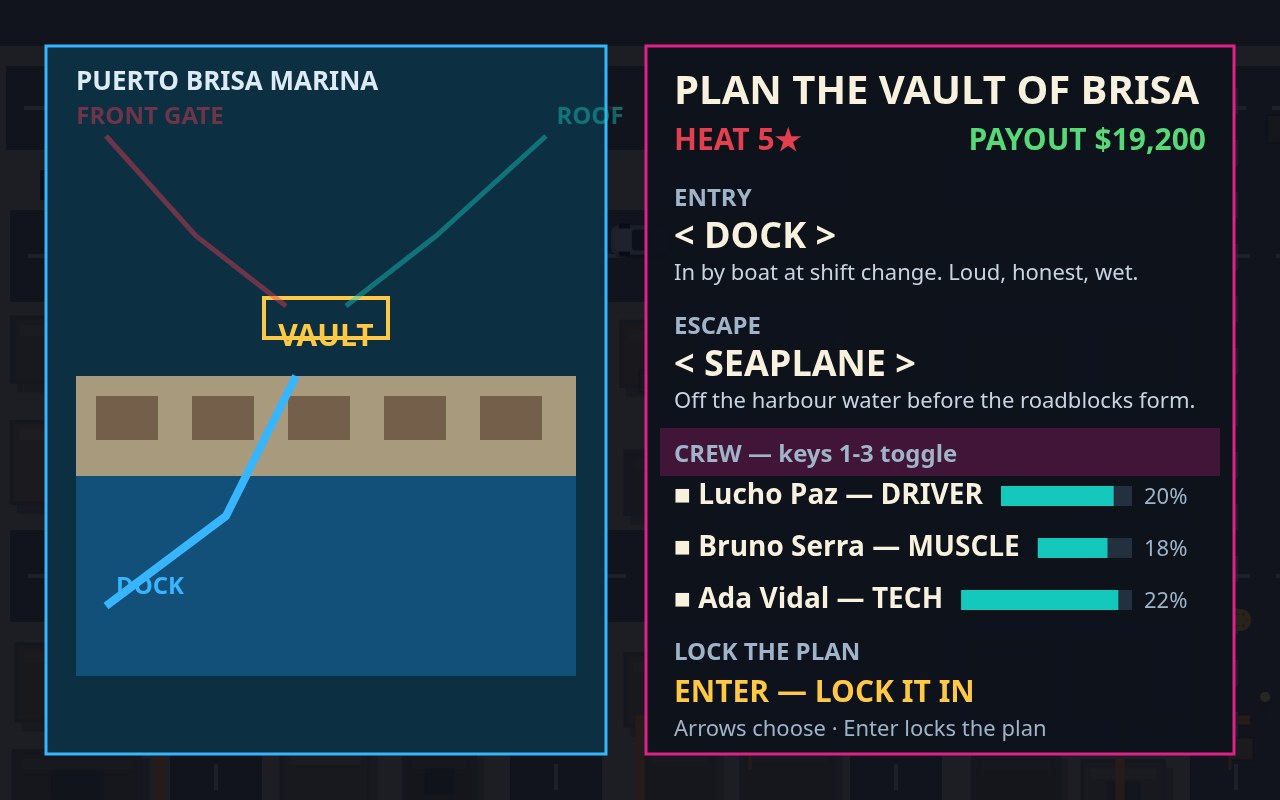 PUERTO BRISA MARINA
FRONT GATE
ROOF
VAULT
DOCK
PLAN THE VAULT OF BRISA
HEAT 5★
PAYOUT $19,200
ENTRY
< DOCK >
In by boat at shift change. Loud, honest, wet.
ESCAPE
< SEAPLANE >
Off the harbour water before the roadblocks form.
CREW — keys 1-3 toggle
■ Lucho Paz — DRIVER 20%
■ Bruno Serra — MUSCLE 18%
■ Ada Vidal — TECH 22%
LOCK THE PLAN
ENTER — LOCK IT IN
Arrows choose · Enter locks the plan